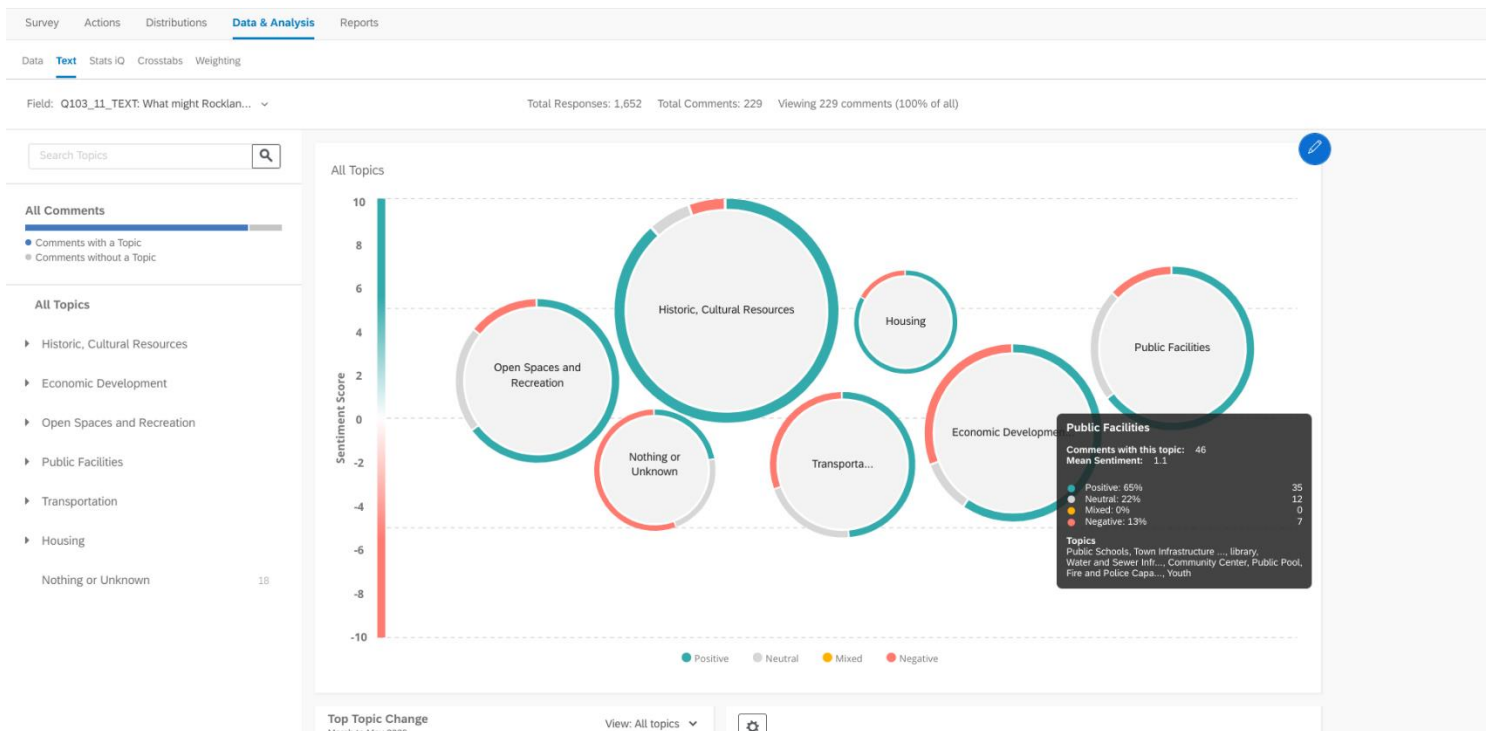 Survey Actions Distributions Data & Analysis Reports
Data Text Stats iQ Crosstabs Weighting
Field: Q103_11_TEXT: What might Rocklan... Total Responses: 1,652 Total Comments: 229 Viewing 229 comments (100% of all)
Search Topics
All Comments
Comments with a Topic
Comments without a Topic
All Topics
Historic, Cultural Resources
Economic Development
Open Spaces and Recreation
Public Facilities
Transportation
Housing
Nothing or Unknown 18
All Topics
Sentiment Score
10
8
6
4
2
0
-2
-4
-6
-8
-10
Historic, Cultural Resources
Housing
Public Facilities
Open Spaces and
Recreation
Economic Developmen...
Nothing or
Unknown
Transporta...
Public Facilities
Comments with this topic: 46
Mean Sentiment: 1.1
Positive: 65% 35
Neutral: 22% 12
Mixed: 0% 0
Negative: 13% 7
Topics
Public Schools, Town Infrastructure ..., library,
Water and Sewer Infr..., Community Center, Public Pool,
Fire and Police Capa..., Youth
Positive Neutral Mixed Negative
Top Topic Change View: All topics